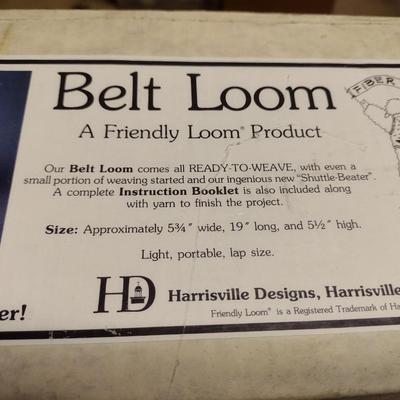 Belt Loom
A Friendly Loom® Product
FIBER
Our Belt Loom comes all READY-TO-WEAVE, with even a
small portion of weaving started and our ingenious new "Shuttle-Beater".
A complete Instruction Booklet is also included along
with yarn to finish the project.
Size: Approximately 5¾" wide, 19" long, and 5½" high.
Light, portable, lap size.
HD Harrisville Designs, Harrisville
er!
Friendly Loom® is a Registered Trademark of Ha